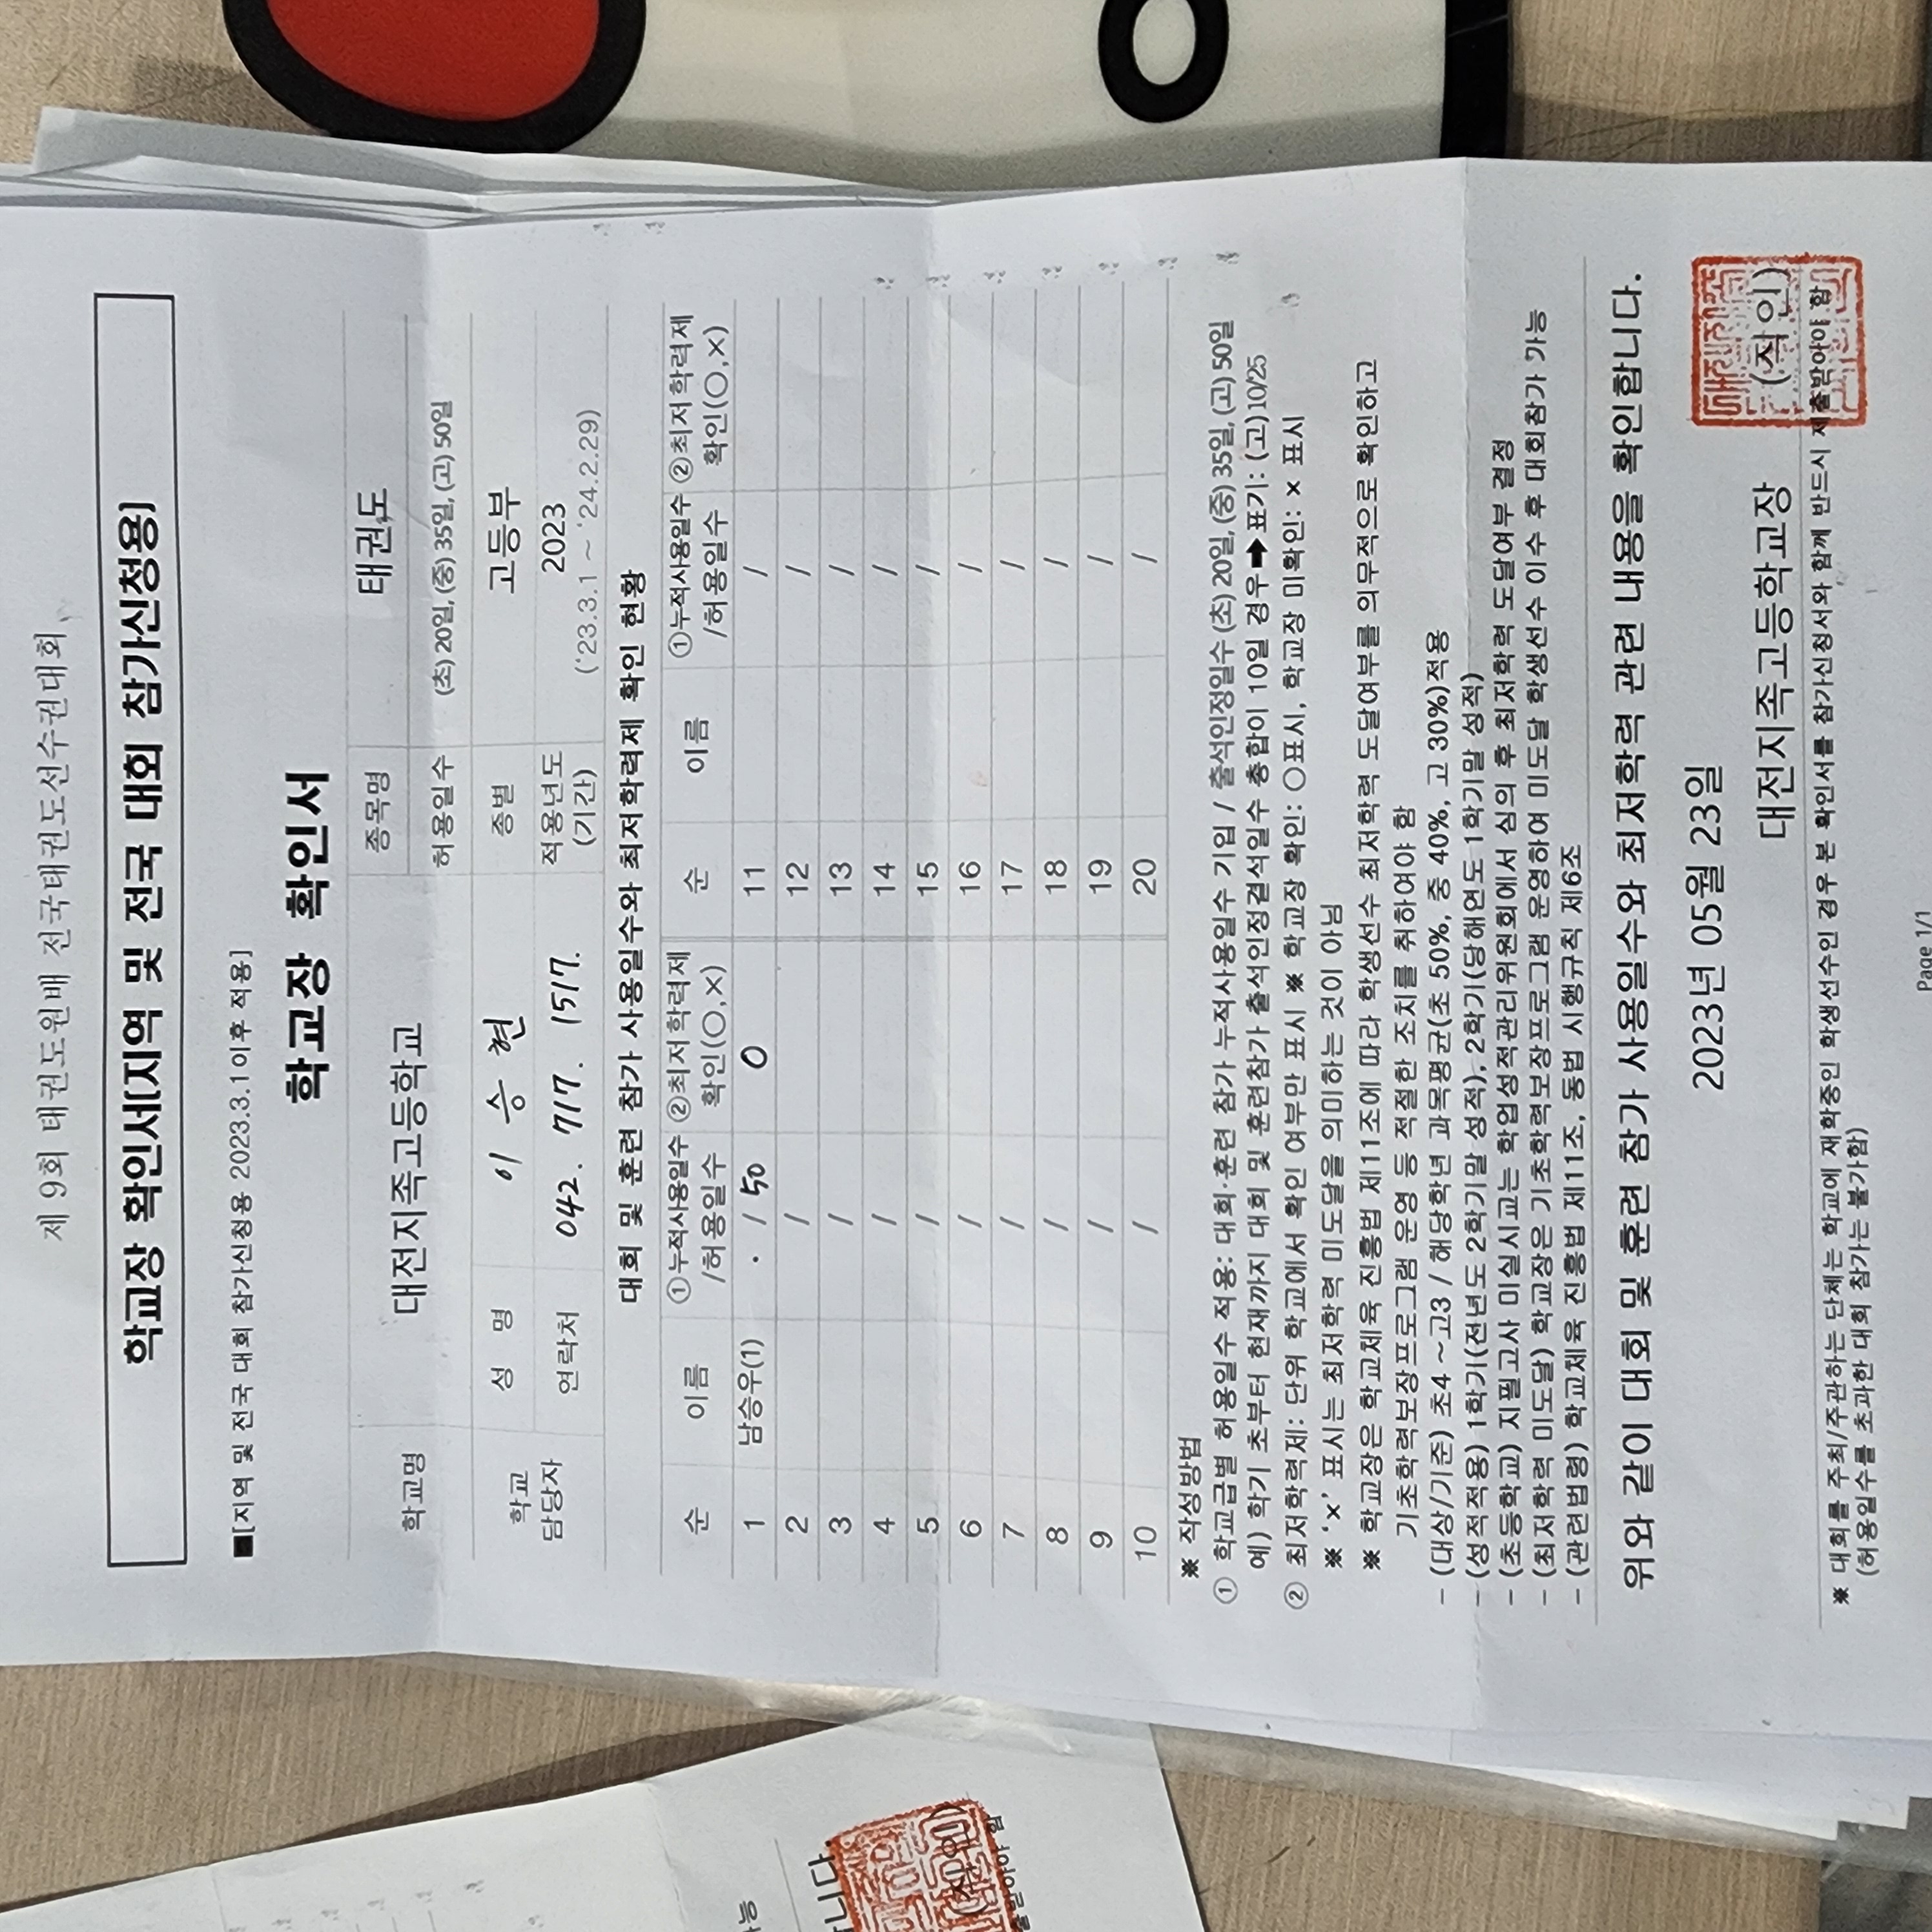 제 9회 태권도원배 전국태권도선수권대회
학교장 확인서(지역 및 전국 대회 참가신청용)
■[지역 및 전국 대회 참가신청용 2023.3.1이후 적용]
학교장 확인서
학교명 대전지족고등학교 종목명 태권도
허용일수 (초) 20일, (중) 35일, (고) 50일
학교 담당자 성 명 이 승 현 종별 고등부
연락처 042. 717. 1517. 적용년도 (기간) 2023 ('23.3.1 ~ '24.2.29)
대회 및 훈련 참가 사용일수와 최저학력제 확인 현황
순 이름 ①누적사용일수 /허용일수 ②최저학력제 확인(○,×) 순 이름 ①누적사용일수 /허용일수 ②최저학력제 확인(○,×)
1 남승우(1) · / 50 O 11 /
2 / 12 /
3 / 13 /
4 / 14 /
5 / 15 /
6 / 16 /
7 / 17 /
8 / 18 /
9 / 19 /
10 / 20 /
※ 작성방법
① 학교급별 허용일수 적용: 대회·훈련 참가 누적사용일수 기입 / 출석인정일수 (초) 20일, (중) 35일, (고) 50일
예) 학기 초부터 현재까지 대회 및 훈련참가 출석인정결석일수 총합이 10일 경우 ➡ 표기: (고) 10/25
② 최저학력제: 단위 학교에서 확인 여부만 표시 ※ 학교장 확인: ○표시, 학교장 미확인: × 표시
※ '×' 표시는 최저학력 미도달을 의미하는 것이 아님
※ 학교장은 학교체육 진흥법 제11조에 따라 학생선수 최저학력 도달여부를 의무적으로 확인하고
기초학력보장프로그램 운영 등 적절한 조치를 취하여야 함
- (대상/기준) 초4 ~ 고3 / 해당학년 과목평균(초 50%, 중 40%, 고 30%)적용
- (성적적용) 1학기(전년도 2학기말 성적), 2학기(당해연도 1학기말 성적)
- (초등학교) 지필고사 미실시교는 학업성적관리위원회에서 심의 후 최저학력 도달여부 결정
- (최저학력 미도달) 학교장은 기초학력보장프로그램 운영하여 미도달 학생선수 이수 후 대회참가 가능
- (관련법령) 학교체육 진흥법 제11조, 동법 시행규칙 제6조
위와 같이 대회 및 훈련 참가 사용일수와 최저학력 관련 내용을 확인합니다.
2023년 05월 23일
대전지족고등학교장 (직인)
※ 대회를 주최/주관하는 단체는 학교에 재학중인 학생선수인 경우 본 확인서를 참가신청서와 함께 반드시 제출받아야 함
(허용일수를 초과한 대회 참가는 불가함)
Page 1/1
니다.
(직인)